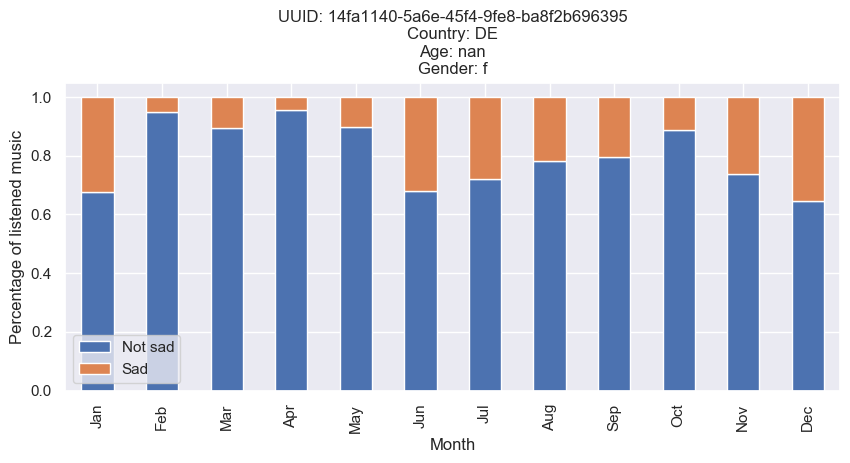 UUID: 14fa1140-5a6e-45f4-9fe8-ba8f2b696395
Country: DE
Age: nan
Gender: f
Percentage of listened music
1.0
0.8
0.6
0.4
0.2
0.0
Not sad
Sad
Jan
Feb
Mar
Apr
May
Jun
Jul
Aug
Sep
Oct
Nov
Dec
Month